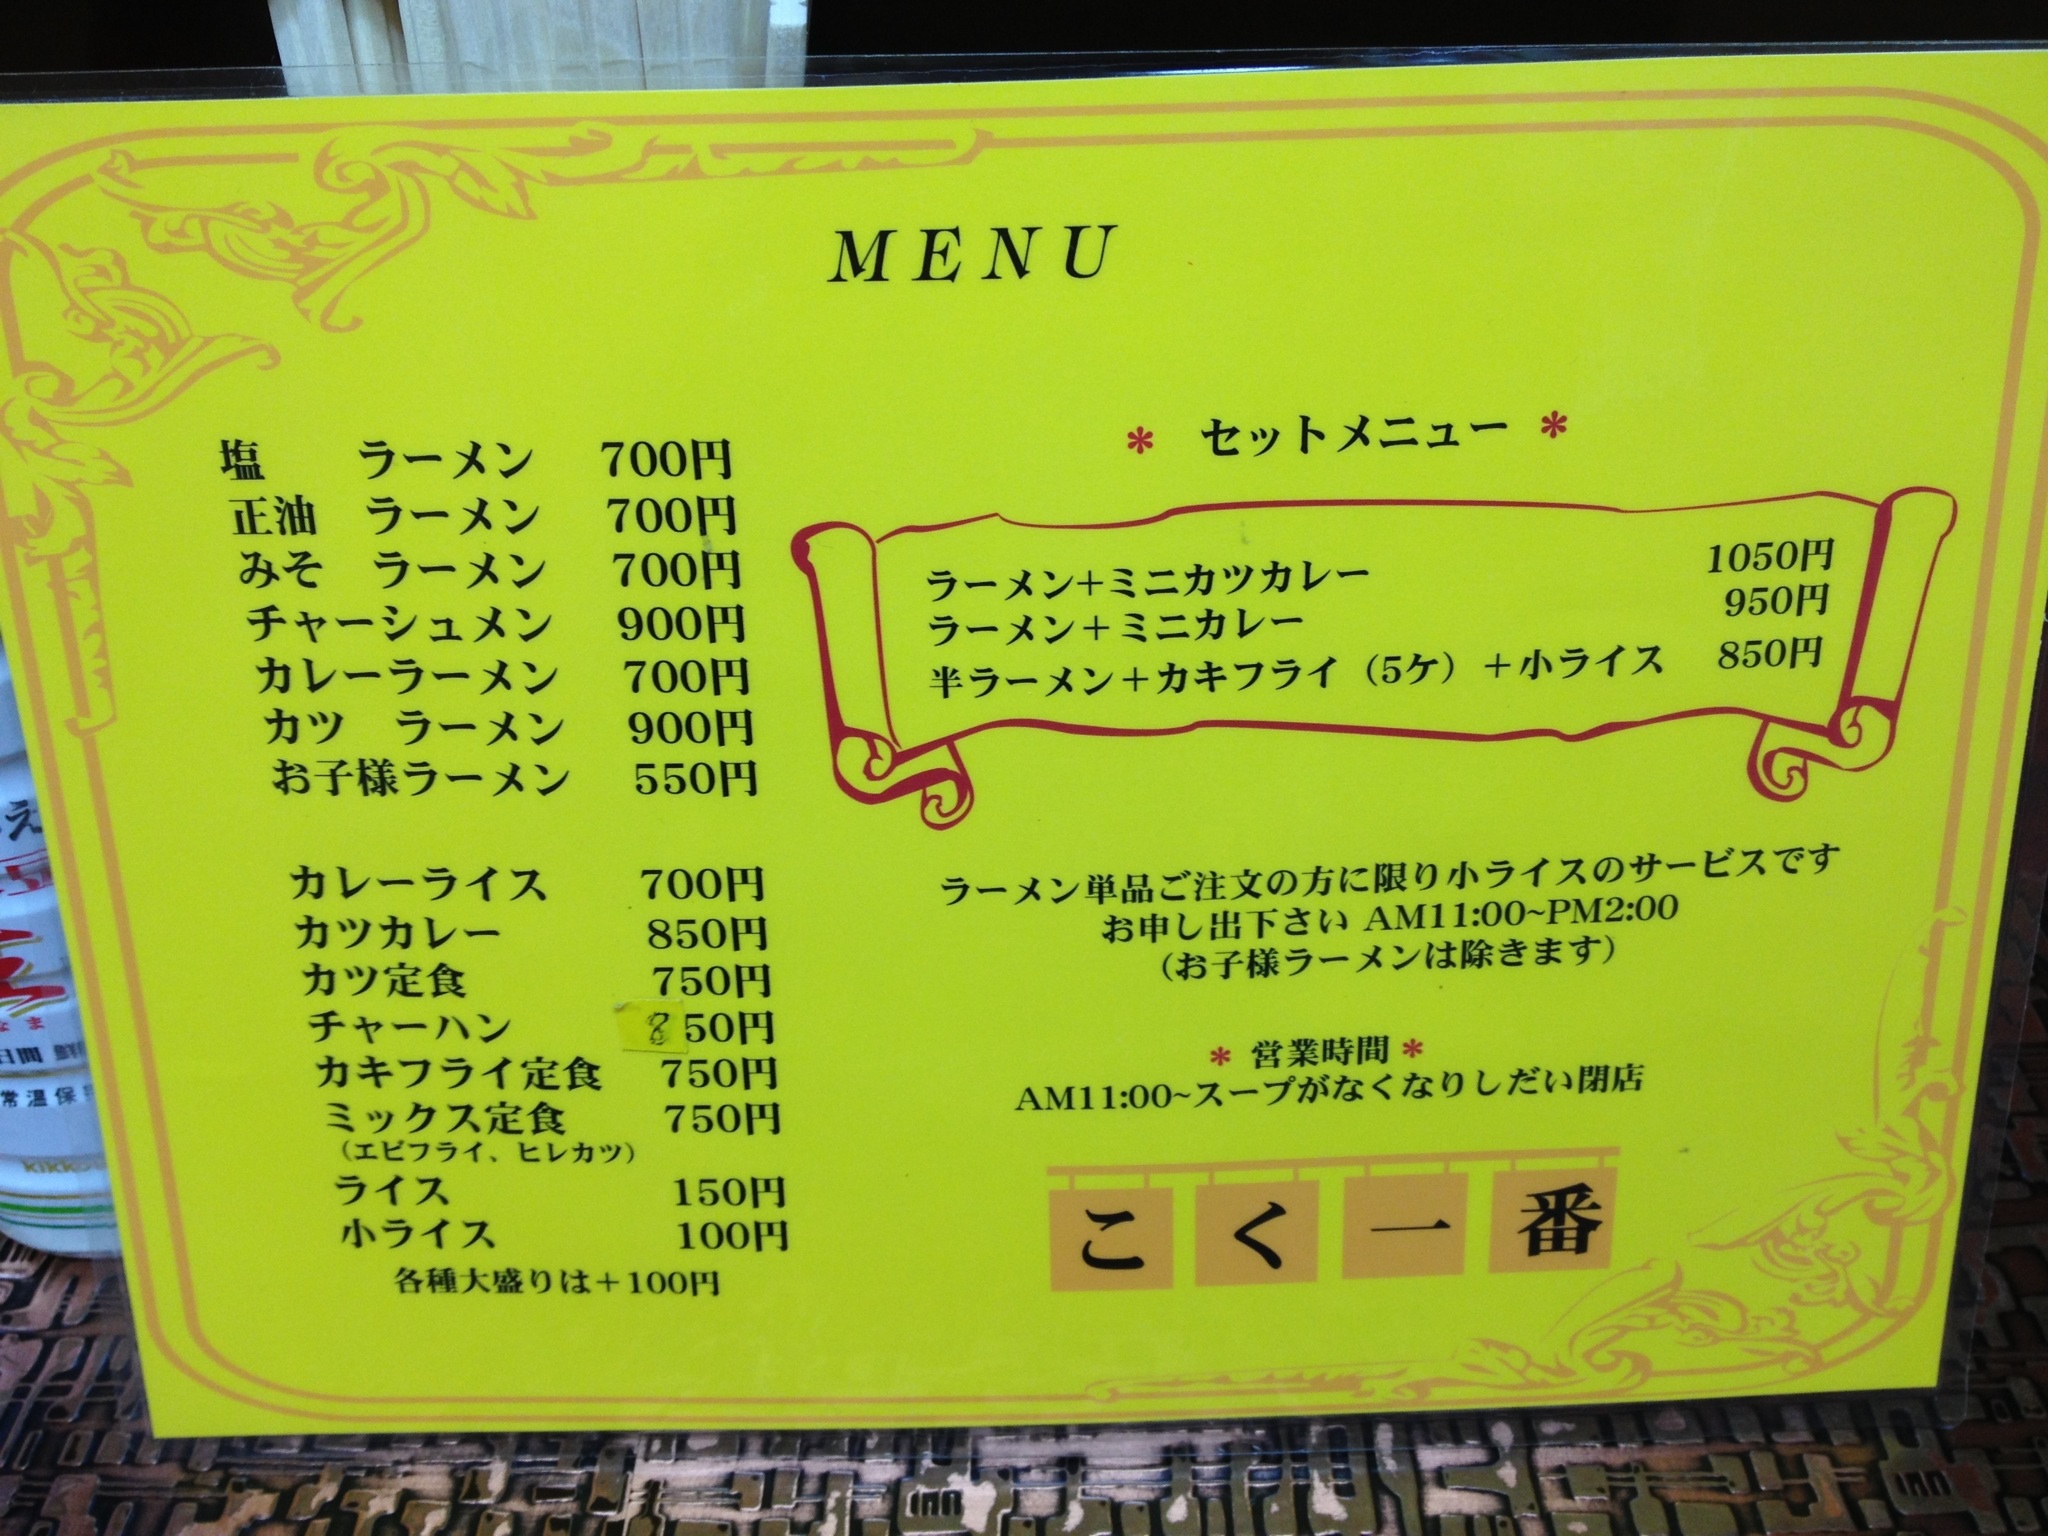 MENU
塩 ラーメン 700円
正油 ラーメン 700円
みそ ラーメン 700円
チャーシュメン 900円
カレーラーメン 700円
カツ ラーメン 900円
お子様ラーメン 550円
カレーライス 700円
カツカレー 850円
カツ定食 750円
チャーハン 850円
カキフライ定食 750円
ミックス定食 750円
（エビフライ、ヒレカツ）
ライス 150円
小ライス 100円
各種大盛りは＋100円
* セットメニュー *
ラーメン＋ミニカツカレー 1050円
ラーメン＋ミニカレー 950円
半ラーメン＋カキフライ（5ケ）＋小ライス 850円
ラーメン単品ご注文の方に限り小ライスのサービスです
お申し出下さい AM11:00~PM2:00
（お子様ラーメンは除きます）
* 営業時間 *
AM11:00~スープがなくなりしだい閉店
こく一番
え
なま
日間 鮮
常温保
kikko